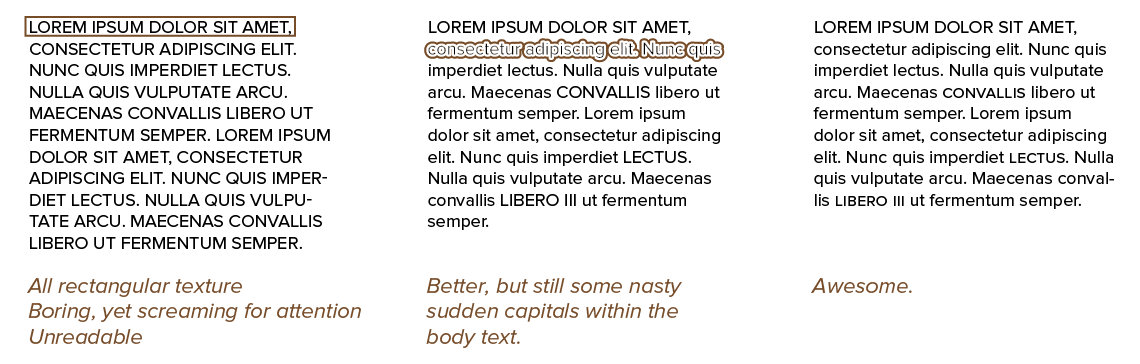 LOREM IPSUM DOLOR SIT AMET,
CONSECTETUR ADIPISCING ELIT.
NUNC QUIS IMPERDIET LECTUS.
NULLA QUIS VULPUTATE ARCU.
MAECENAS CONVALLIS LIBERO UT
FERMENTUM SEMPER. LOREM IPSUM
DOLOR SIT AMET, CONSECTETUR
ADIPISCING ELIT. NUNC QUIS IMPER-
DIET LECTUS. NULLA QUIS VULPU-
TATE ARCU. MAECENAS CONVALLIS
LIBERO UT FERMENTUM SEMPER.
All rectangular texture
Boring, yet screaming for attention
Unreadable
LOREM IPSUM DOLOR SIT AMET,
consectetur adipiscing elit. Nunc quis
imperdiet lectus. Nulla quis vulputate
arcu. Maecenas CONVALLIS libero ut
fermentum semper. Lorem ipsum
dolor sit amet, consectetur adipiscing
elit. Nunc quis imperdiet LECTUS.
Nulla quis vulputate arcu. Maecenas
convallis LIBERO III ut fermentum
semper.
Better, but still some nasty
sudden capitals within the
body text.
LOREM IPSUM DOLOR SIT AMET,
consectetur adipiscing elit. Nunc quis
imperdiet lectus. Nulla quis vulputate
arcu. Maecenas CONVALLIS libero ut
fermentum semper. Lorem ipsum
dolor sit amet, consectetur adipiscing
elit. Nunc quis imperdiet LECTUS. Nulla
quis vulputate arcu. Maecenas conval-
lis LIBERO III ut fermentum semper.
Awesome.